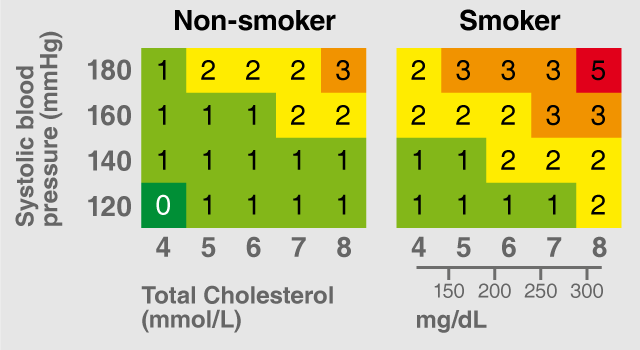 Non-smoker Smoker
Systolic blood
pressure (mmHg)
180 1 2 2 2 3 2 3 3 3 5
160 1 1 1 2 2 2 2 2 3 3
140 1 1 1 1 1 1 1 2 2 2
120 0 1 1 1 1 1 1 1 1 2
4 5 6 7 8 4 5 6 7 8
150 200 250 300
Total Cholesterol
(mmol/L)
mg/dL